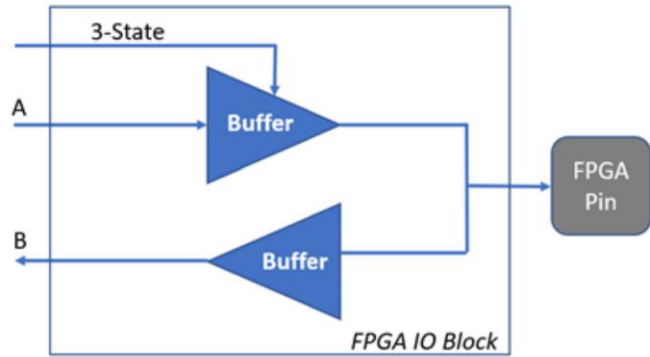 3-State
A
Buffer
FPGA
Pin
B
Buffer
FPGA IO Block